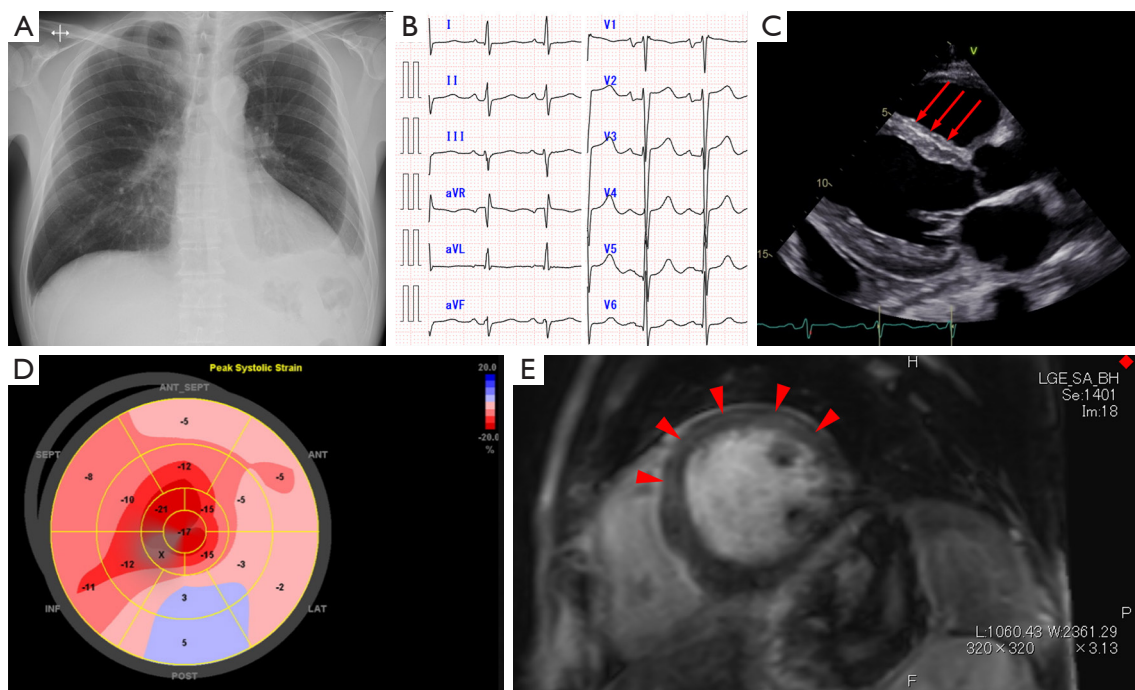 A
B
I
II
III
aVR
aVL
aVF
V1
V2
V3
V4
V5
V6
C
V
5
10
15
D
Peak Systolic Strain
20.0
-20.0
%
ANT_SEPT
SEPT
ANT
INF
LAT
POST
-5
-8
-12
-5
-10
-21
-15
-5
-17
X
-15
-12
-3
-11
3
-2
5
E
H
LGE_SA_BH
Se:1401
Im:18
P
L:1060.43 W:2361.29
320×320 ×3.13
F